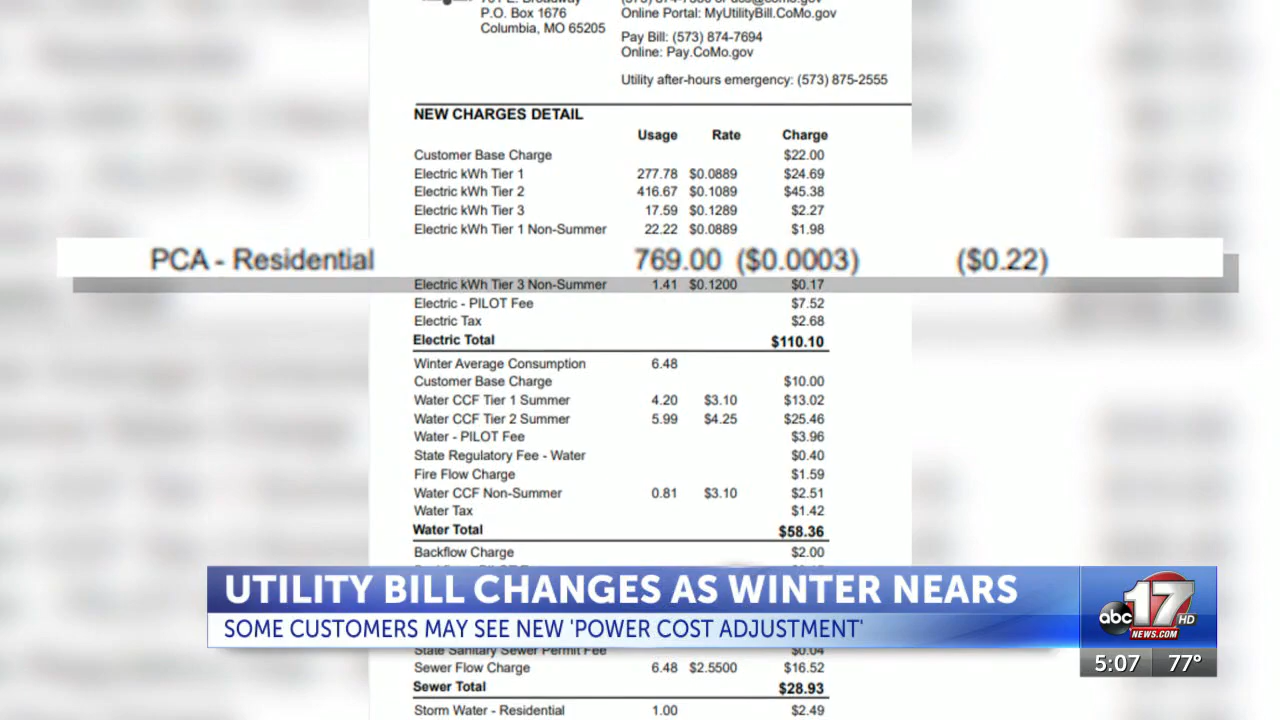 P.O. Box 1676
Columbia, MO 65205
Online Portal: MyUtilityBill.CoMo.gov
Pay Bill: (573) 874-7694
Online: Pay.CoMo.gov
Utility after-hours emergency: (573) 875-2555
NEW CHARGES DETAIL
Usage Rate Charge
Customer Base Charge $22.00
Electric kWh Tier 1 277.78 $0.0889 $24.69
Electric kWh Tier 2 416.67 $0.1089 $45.38
Electric kWh Tier 3 17.59 $0.1289 $2.27
Electric kWh Tier 1 Non-Summer 22.22 $0.0889 $1.98
PCA - Residential 769.00 ($0.0003) ($0.22)
Electric kWh Tier 3 Non-Summer 1.41 $0.1200 $0.17
Electric - PILOT Fee $7.52
Electric Tax $2.68
Electric Total $110.10
Winter Average Consumption 6.48
Customer Base Charge $10.00
Water CCF Tier 1 Summer 4.20 $3.10 $13.02
Water CCF Tier 2 Summer 5.99 $4.25 $25.46
Water - PILOT Fee $3.96
State Regulatory Fee - Water $0.40
Fire Flow Charge $1.59
Water CCF Non-Summer 0.81 $3.10 $2.51
Water Tax $1.42
Water Total $58.36
Backflow Charge $2.00
UTILITY BILL CHANGES AS WINTER NEARS
SOME CUSTOMERS MAY SEE NEW 'POWER COST ADJUSTMENT'
abc 17 HD
NEWS.COM
5:07 77°
State Sanitary Sewer Permit Fee $0.04
Sewer Flow Charge 6.48 $2.5500 $16.52
Sewer Total $28.93
Storm Water - Residential 1.00 $2.49